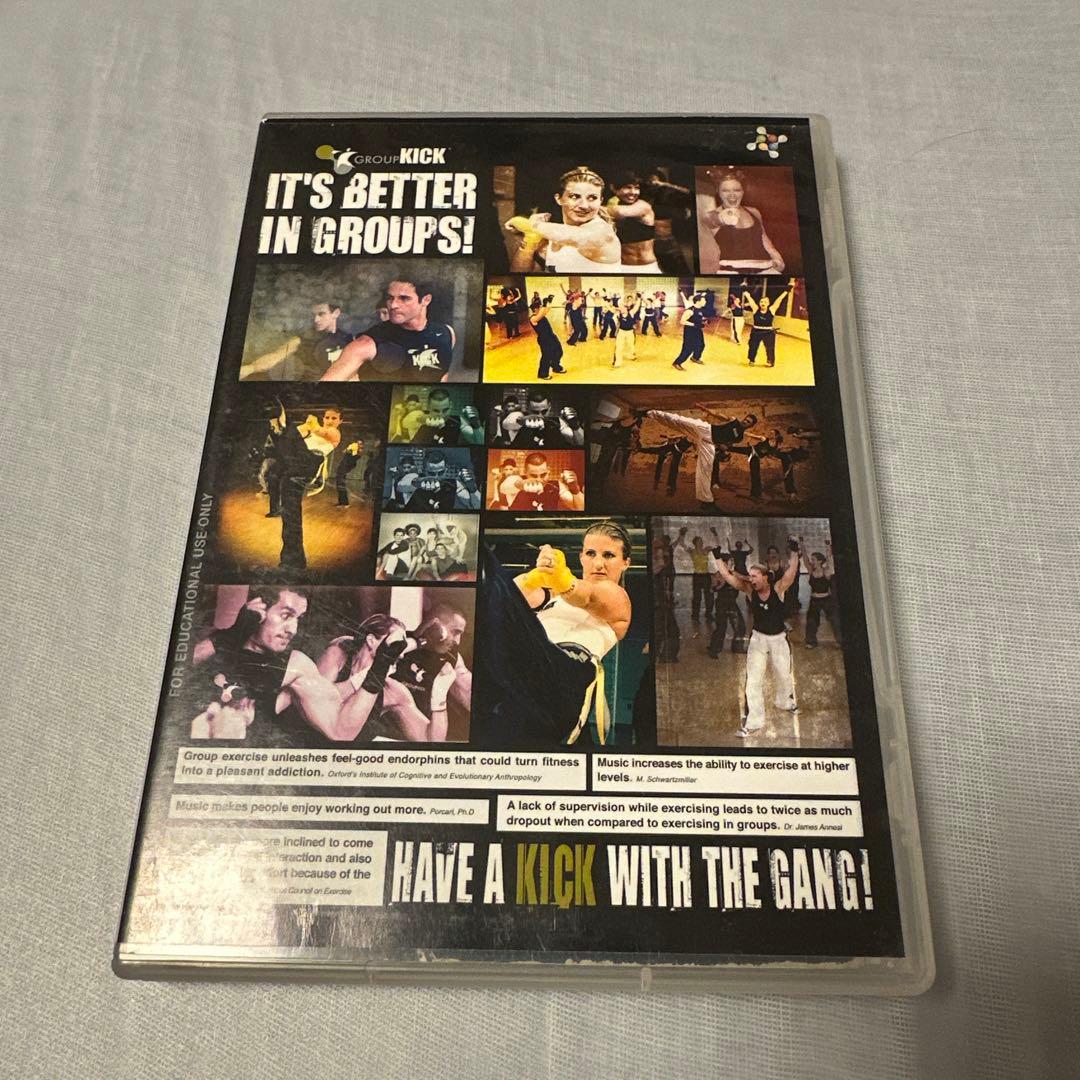 GROUPKICK
IT'S BETTER
IN GROUPS!
KICK
FOR EDUCATIONAL USE ONLY
Group exercise unleashes feel-good endorphins that could turn fitness
into a pleasant addiction. Oxford's Institute of Cognitive and Evolutionary Anthropology
Music increases the ability to exercise at higher
levels. M. Schwartzmiller
Music makes people enjoy working out more. Porcari, Ph.D
A lack of supervision while exercising leads to twice as much
dropout when compared to exercising in groups. Dr. James Annesi
inclined to come
interaction and also
because of the
Council on Exercise
HAVE A KICK WITH THE GANG!